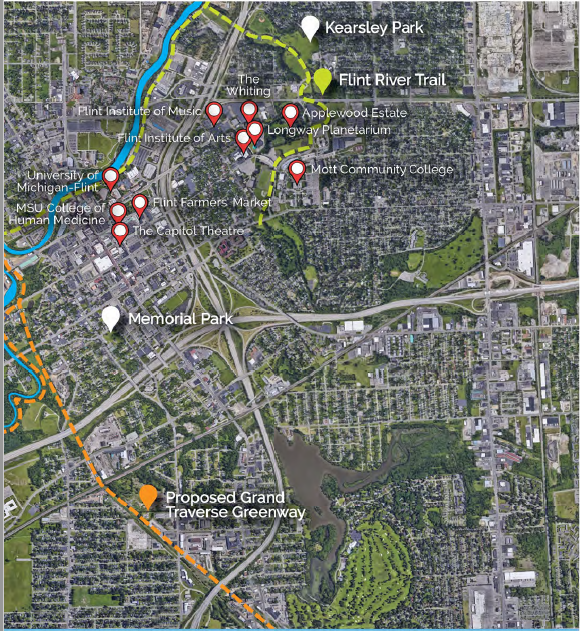 Kearsley Park
Flint River Trail
The
Whiting
Flint Institute of Music
Applewood Estate
Longway Planetarium
Flint Institute of Arts
Mott Community College
University of
Michigan-Flint
Flint Farmers' Market
MSU College of
Human Medicine
The Capitol Theatre
Memorial Park
Proposed Grand
Traverse Greenway